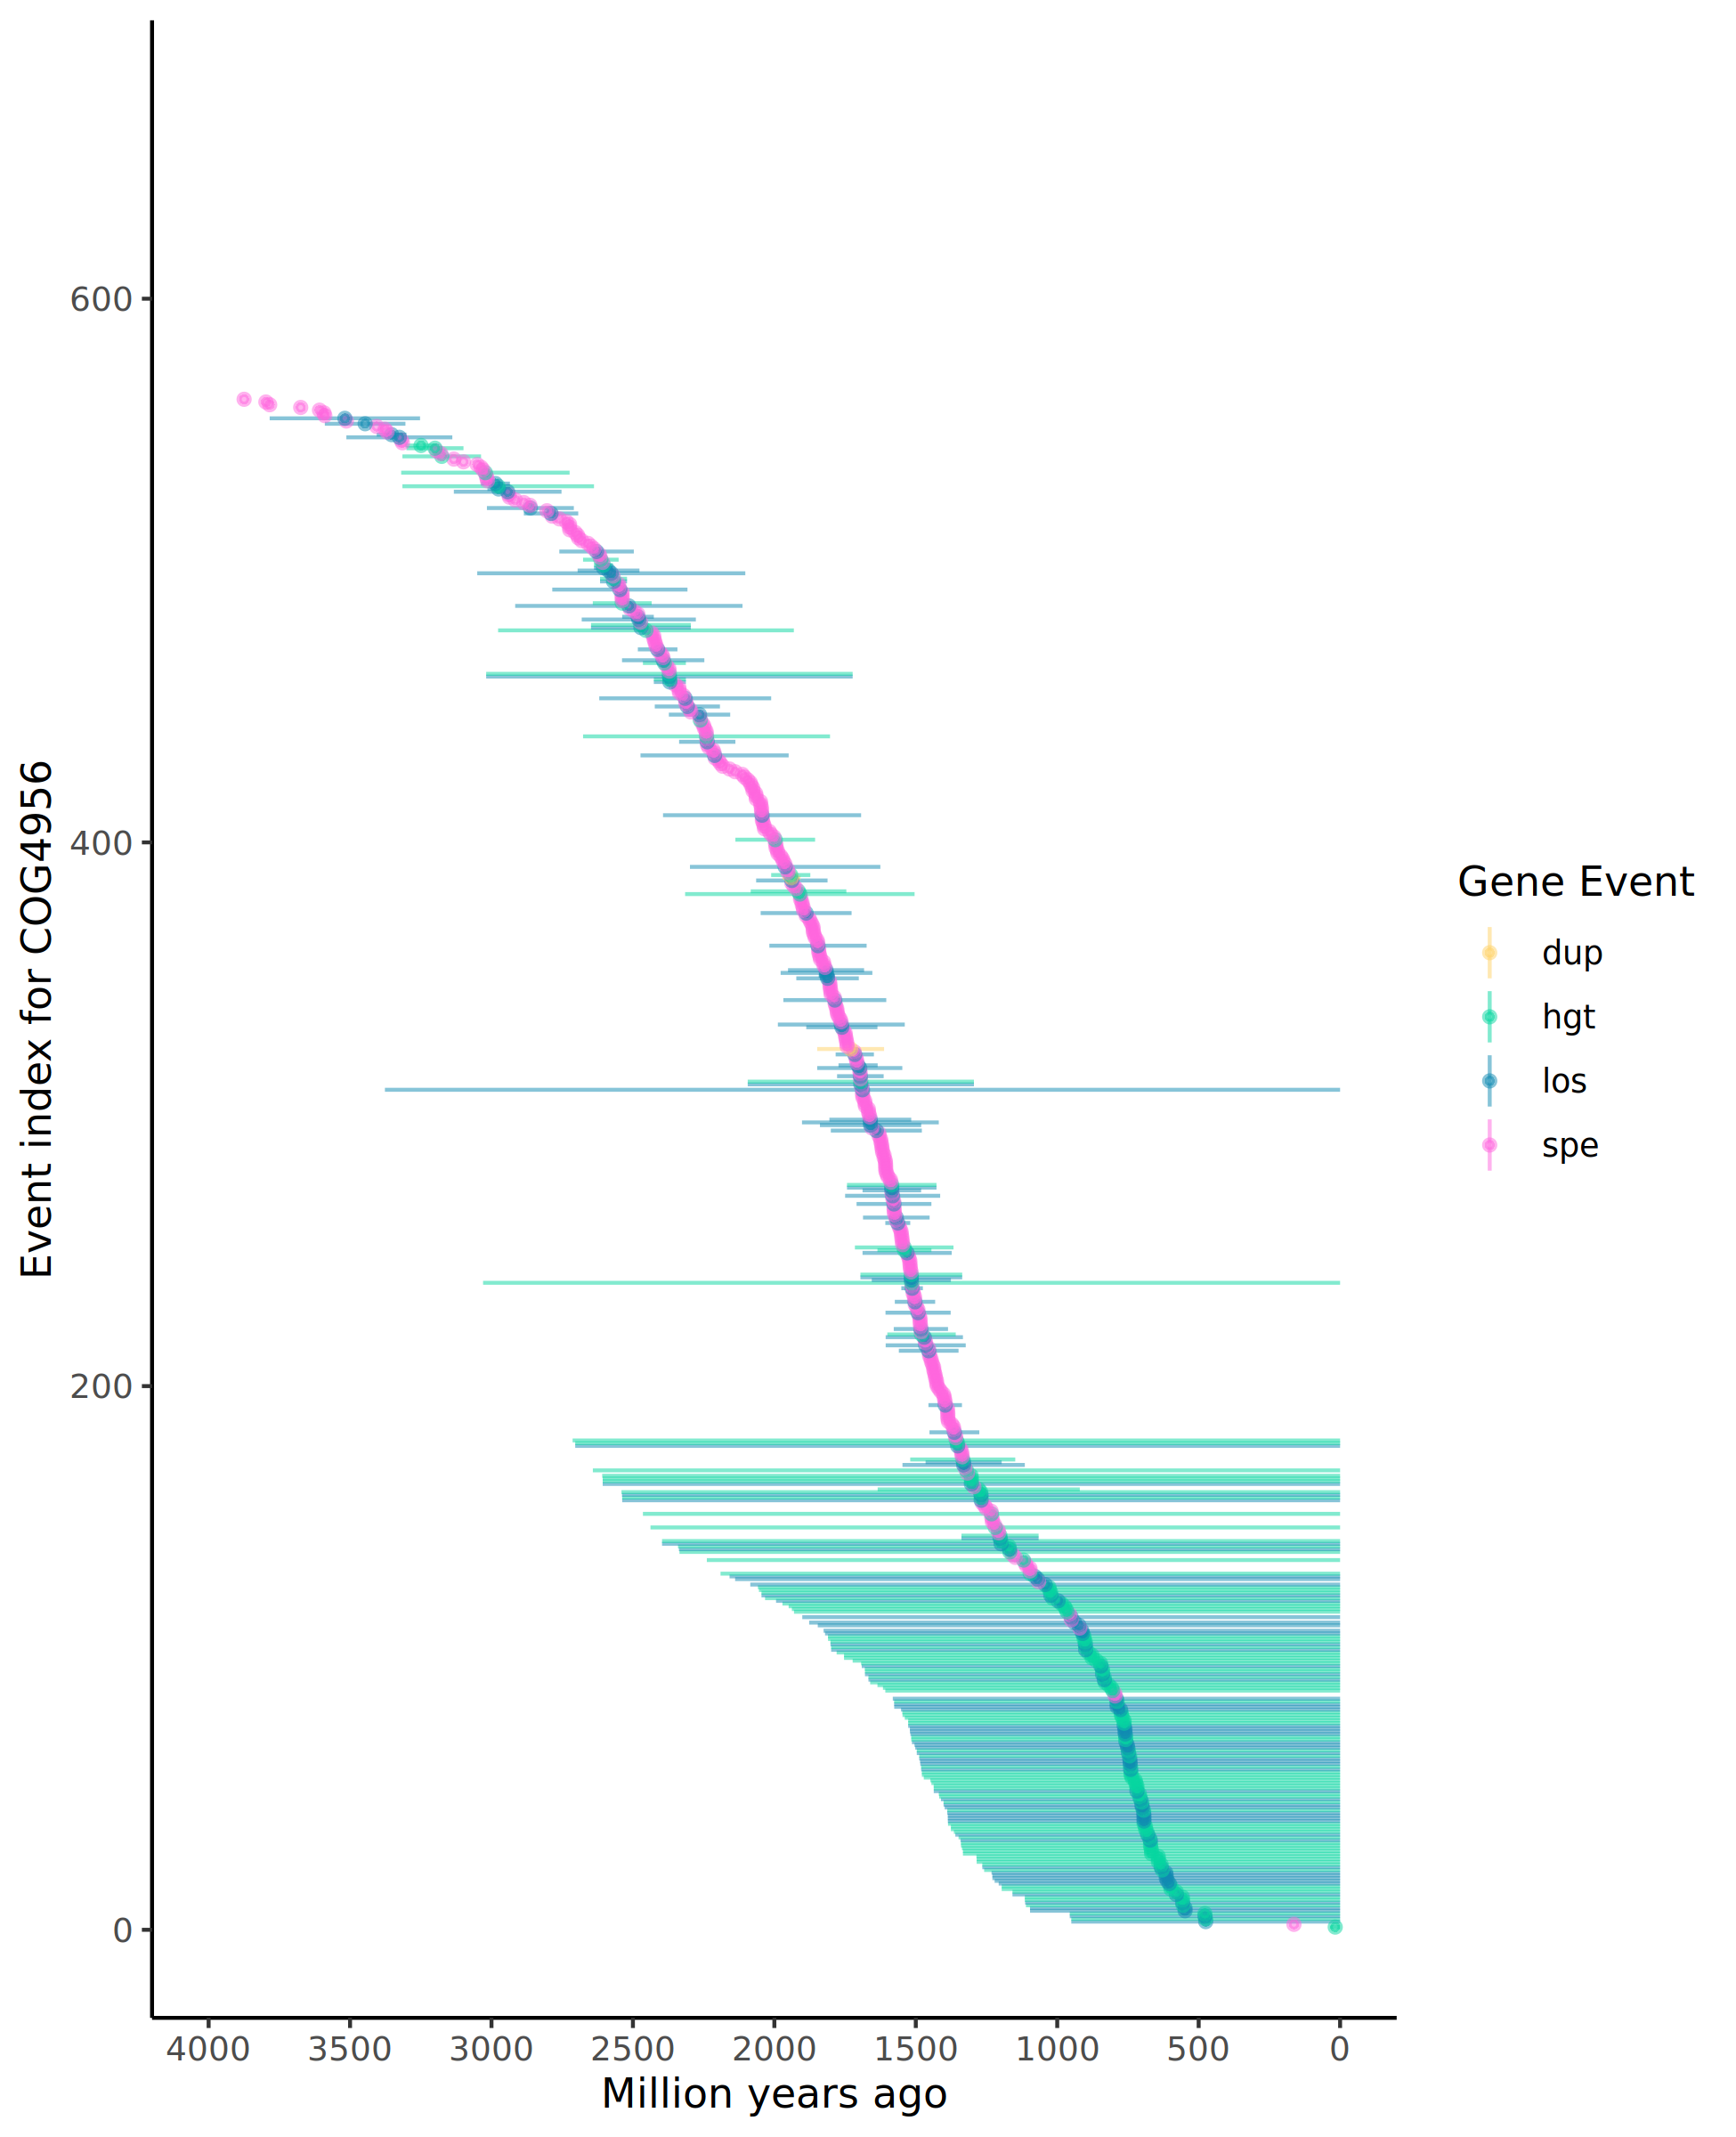 Event index for COG4956
600
400
200
0
4000 3500 3000 2500 2000 1500 1000 500 0
Million years ago
Gene Event
dup
hgt
los
spe